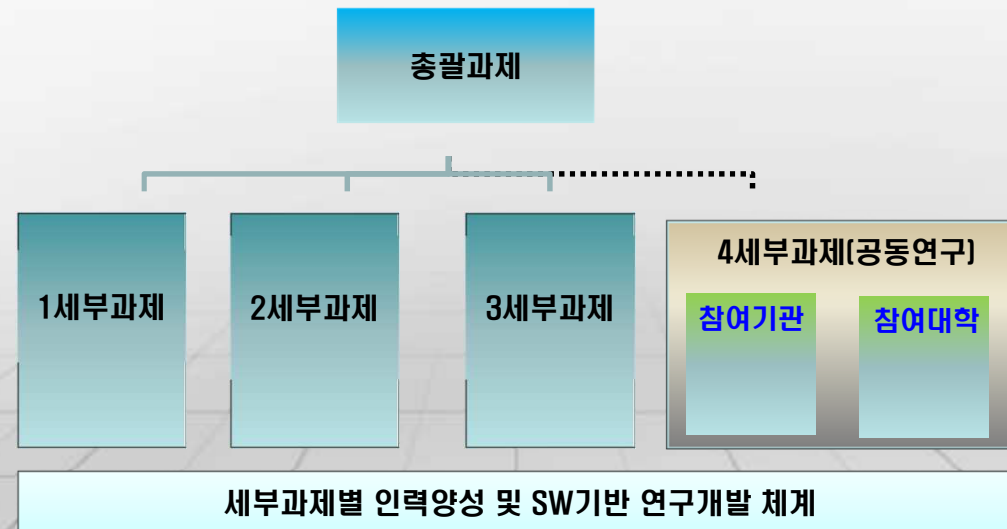 총괄과제
1세부과제
2세부과제
3세부과제
4세부과제(공동연구)
참여기관
참여대학
세부과제별 인력양성 및 SW기반 연구개발 체계